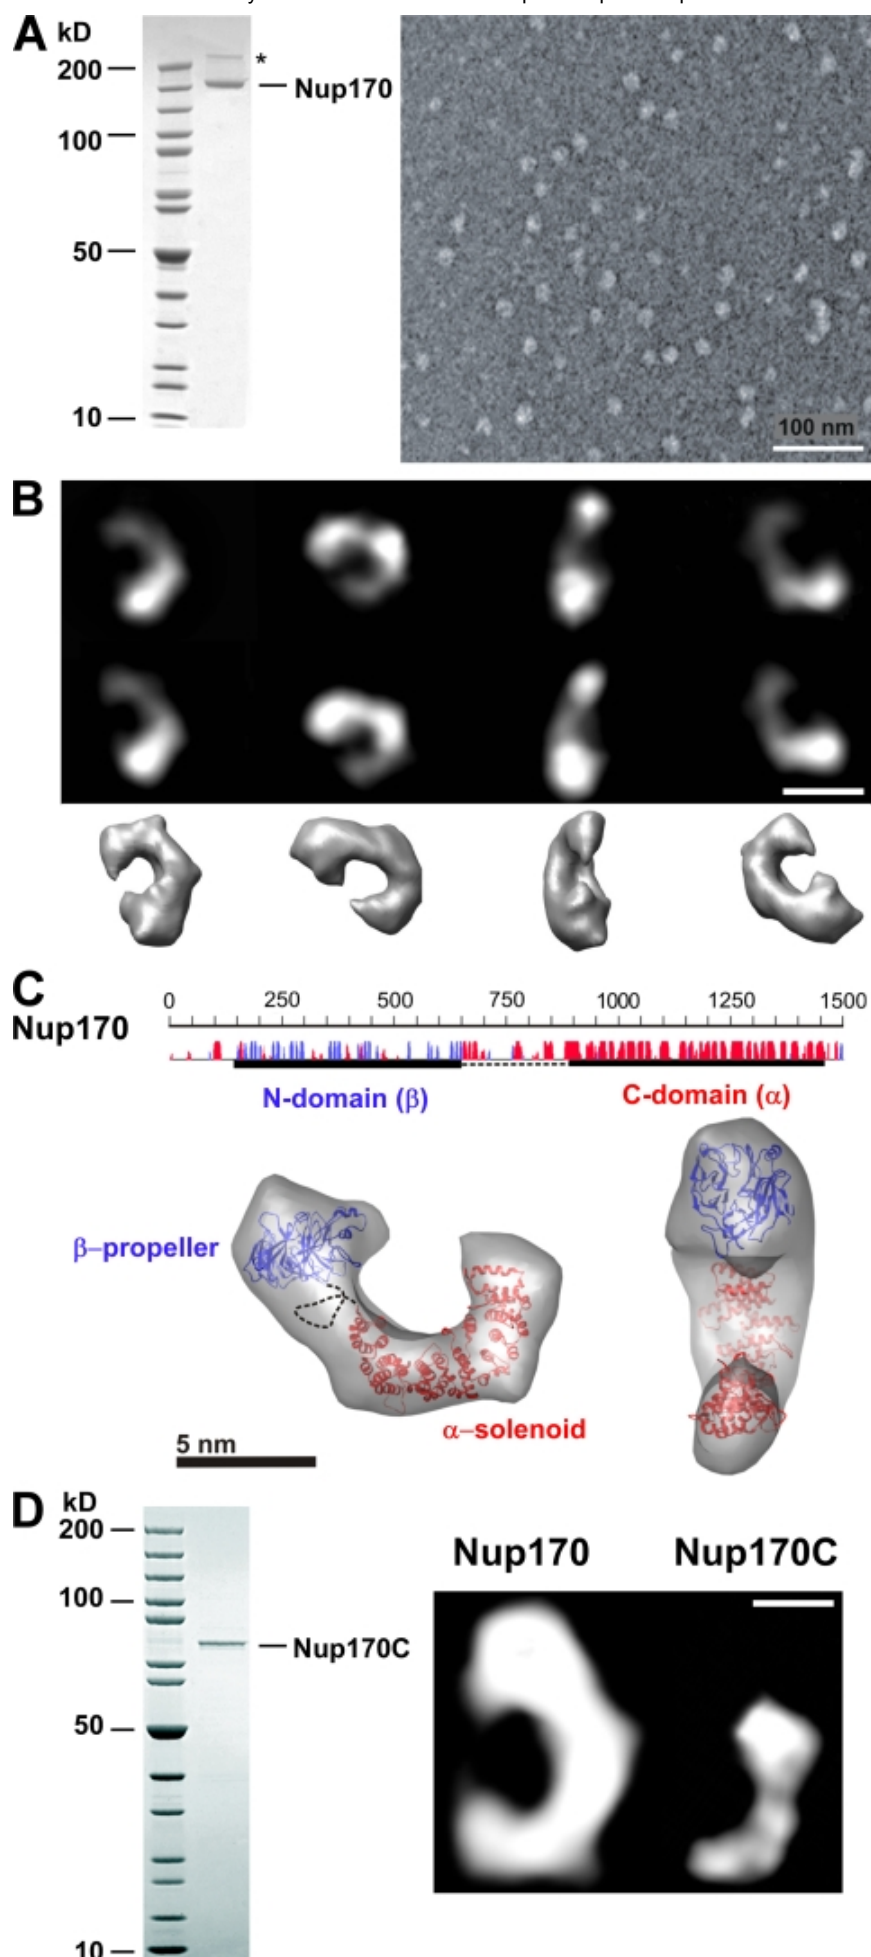 A
kD
200
*
Nup170
100
50
10
100 nm
B
C
0 250 500 750 1000 1250 1500
Nup170
N-domain (β)
C-domain (α)
β–propeller
α–solenoid
5 nm
D
kD
200
Nup170
Nup170C
100
Nup170C
50
10